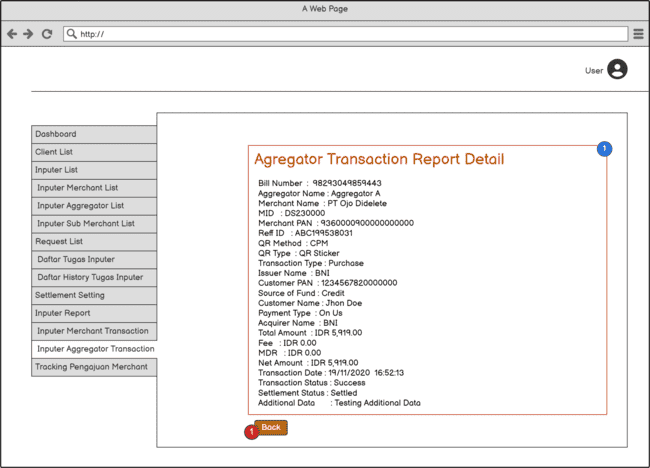 A Web Page
http://
User
Dashboard
Client List
Inputer List
Inputer Merchant List
Inputer Aggregator List
Inputer Sub Merchant List
Request List
Daftar Tugas Inputer
Daftar History Tugas Inputer
Settlement Setting
Inputer Report
Inputer Merchant Transaction
Inputer Aggregator Transaction
Tracking Pengajuan Merchant
1
Agregator Transaction Report Detail
Bill Number : 98293049859443
Aggregator Name : Aggregator A
Merchant Name : PT Ojo Didelete
MID : DS230000
Merchant PAN : 9360000900000000000
Reff ID : ABC199538031
QR Method : CPM
QR Type : QR Sticker
Transaction Type : Purchase
Issuer Name : BNI
Customer PAN : 1234567820000000
Source of Fund : Credit
Customer Name : Jhon Doe
Payment Type : On Us
Acquirer Name : BNI
Total Amount : IDR 5,919.00
Fee : IDR 0.00
MDR : IDR 0.00
Net Amount : IDR 5,919.00
Transaction Date : 19/11/2020 16:52:13
Transaction Status : Success
Settlement Status : Settled
Additional Data : Testing Additional Data
1
Back